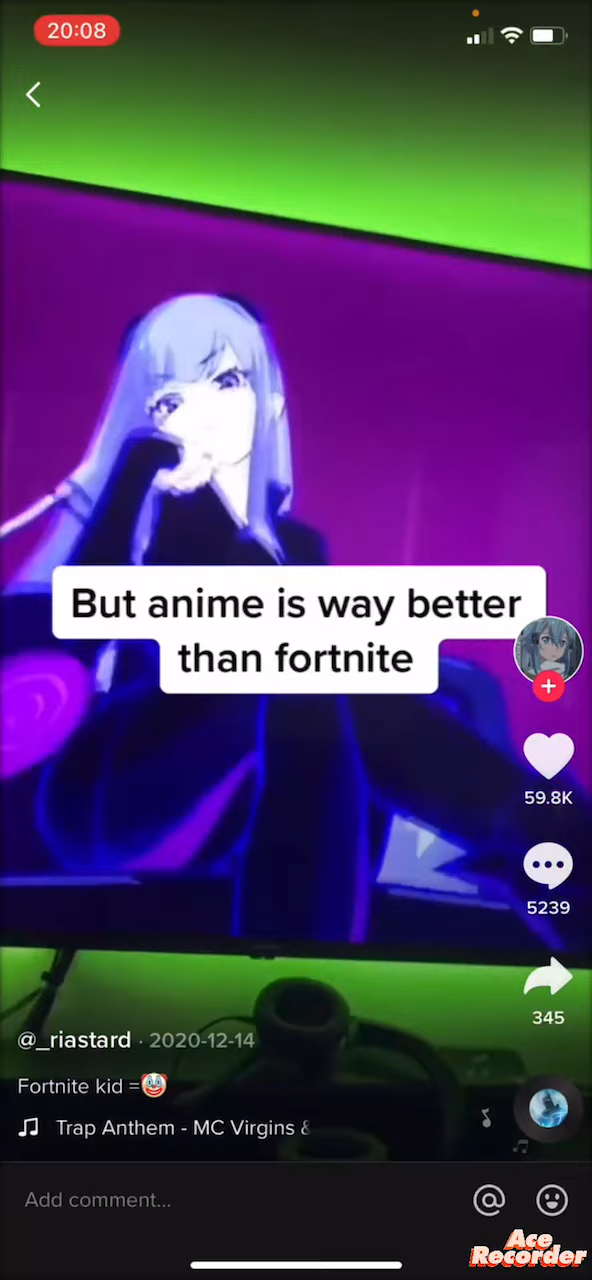 20:08
But anime is way better
than fortnite
59.8K
5239
345
@_riastard · 2020-12-14
Fortnite kid =🤡
Trap Anthem - MC Virgins &
Add comment...
Ace
Recorder